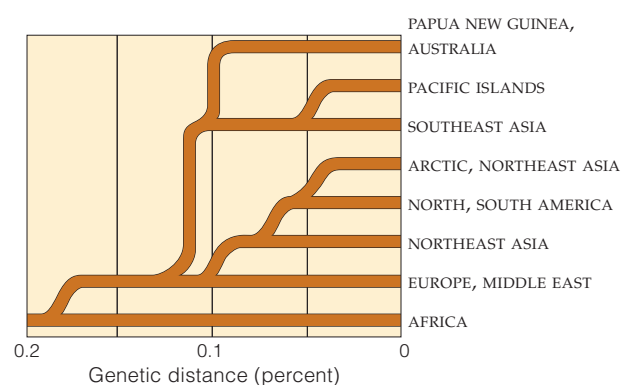 PAPUA NEW GUINEA,
AUSTRALIA
PACIFIC ISLANDS
SOUTHEAST ASIA
ARCTIC, NORTHEAST ASIA
NORTH, SOUTH AMERICA
NORTHEAST ASIA
EUROPE, MIDDLE EAST
AFRICA
0.2 0.1 0
Genetic distance (percent)